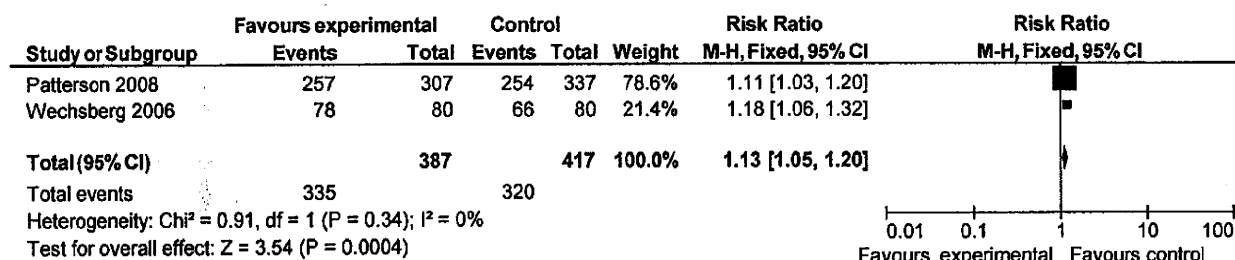 Favours experimental Control Risk Ratio Risk Ratio
Study or Subgroup Events Total Events Total Weight M-H, Fixed, 95% CI M-H, Fixed, 95% CI
Patterson 2008 257 307 254 337 78.6% 1.11 [1.03, 1.20]
Wechsberg 2006 78 80 66 80 21.4% 1.18 [1.06, 1.32]
Total (95% CI) 387 417 100.0% 1.13 [1.05, 1.20]
Total events 335 320
Heterogeneity: Chi² = 0.91, df = 1 (P = 0.34); I² = 0%
Test for overall effect: Z = 3.54 (P = 0.0004)
0.01 0.1 1 10 100
Favours experimental Favours control